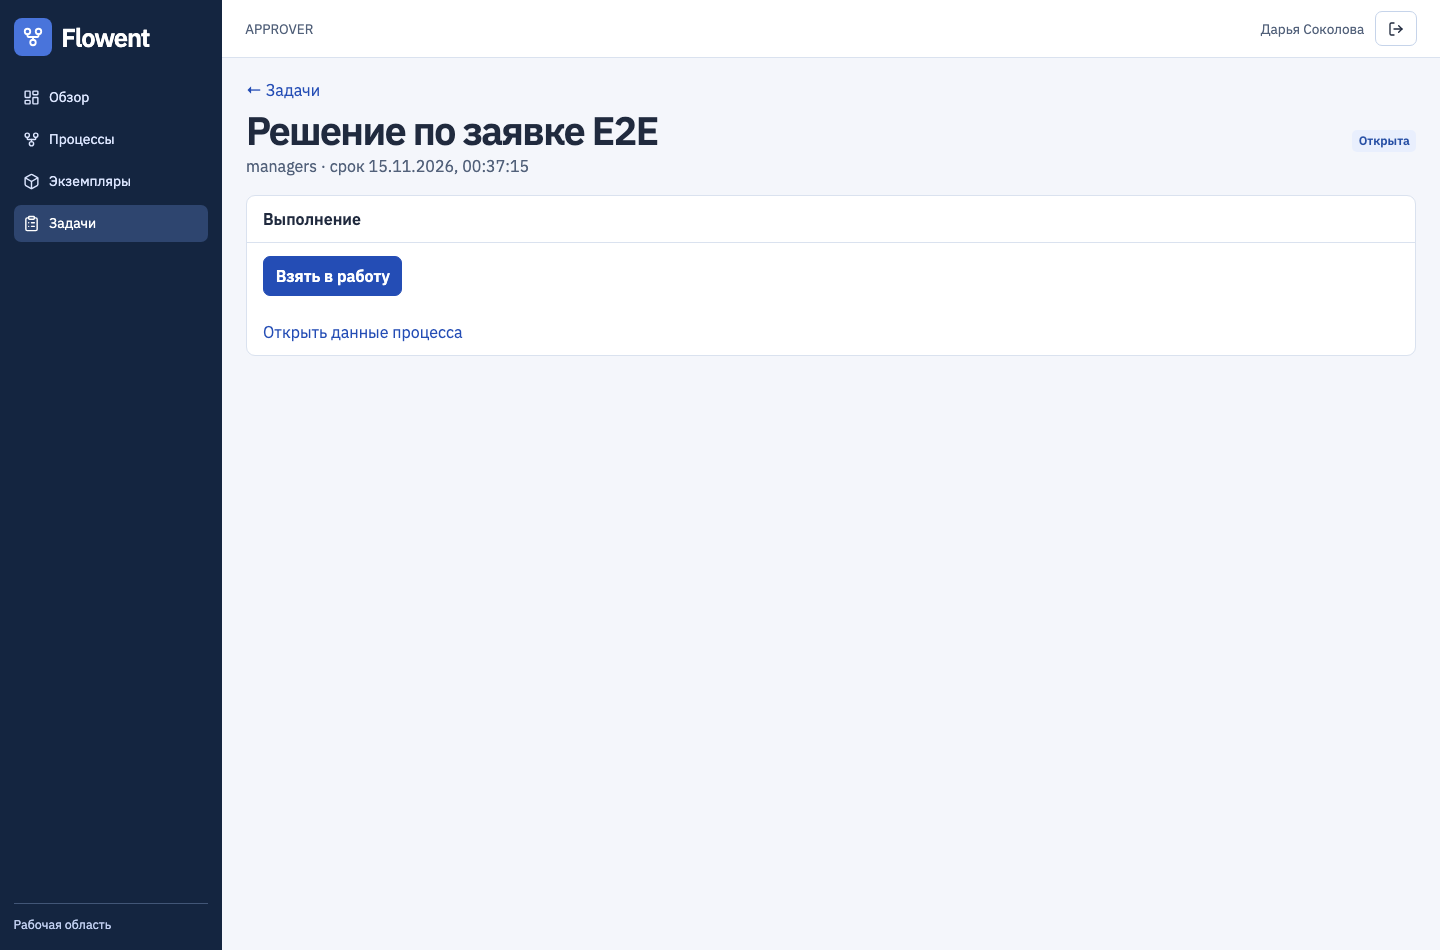 Flowent
Обзор
Процессы
Экземпляры
Задачи
Рабочая область
APPROVER
Дарья Соколова
← Задачи
Решение по заявке E2E
Открыта
managers · срок 15.11.2026, 00:37:15
Выполнение
Взять в работу
Открыть данные процесса